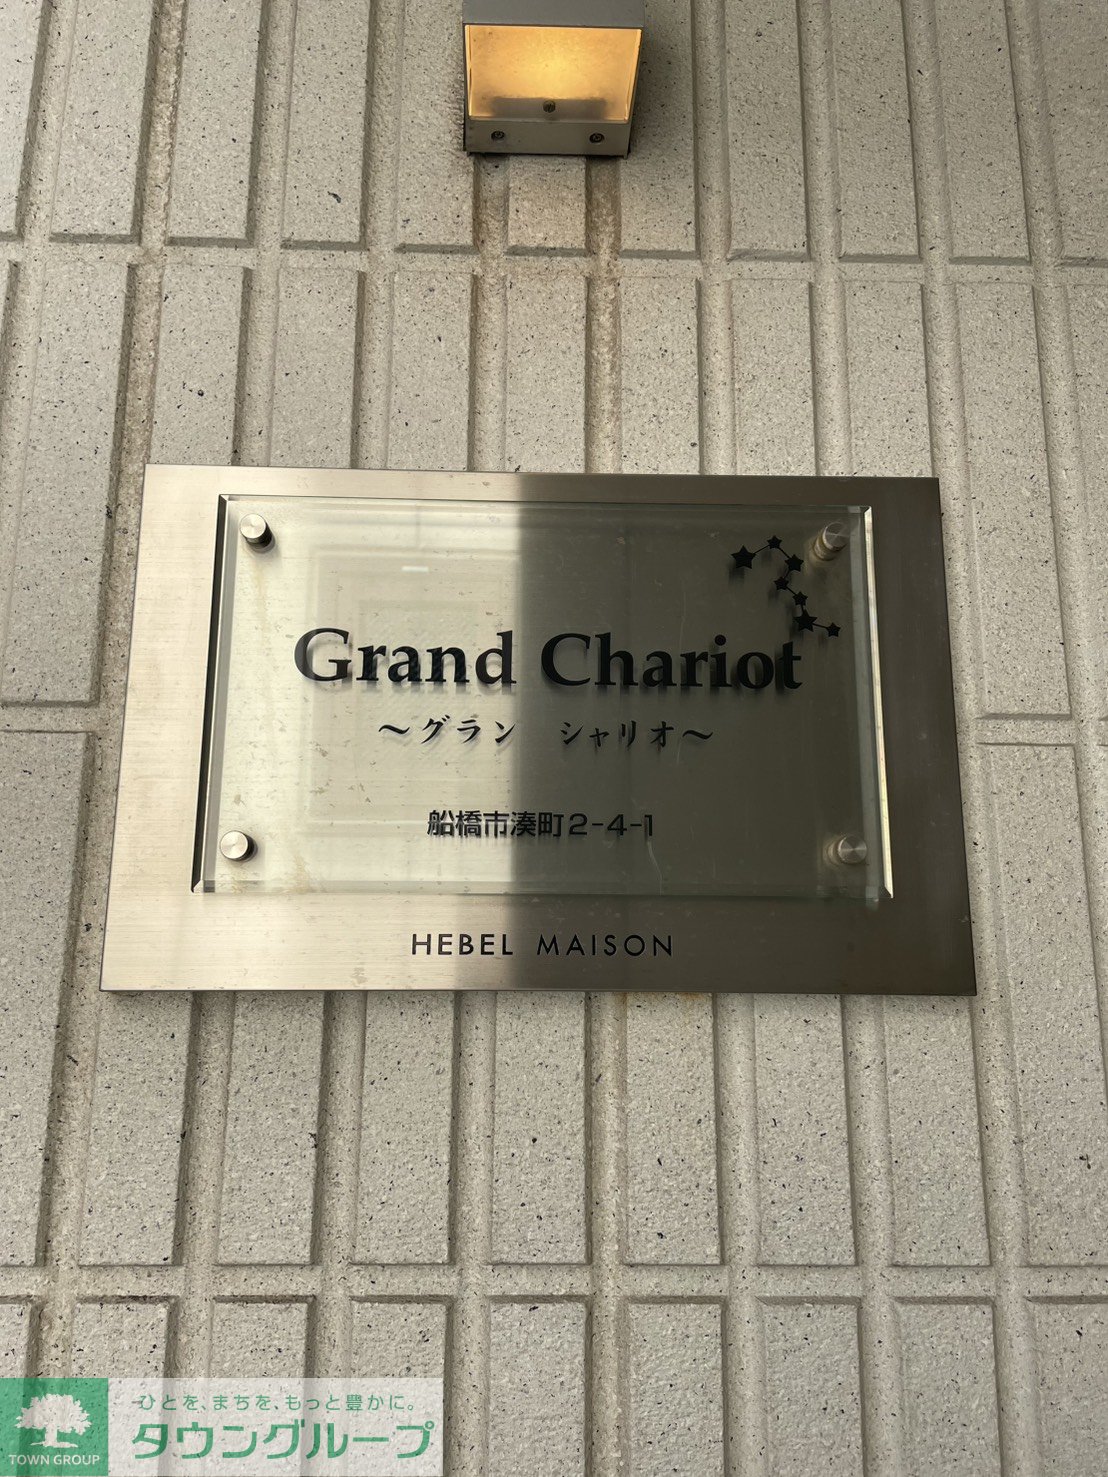 Grand Chariot
～グラン　シャリオ～
船橋市湊町2-4-1
HEBEL MAISON
ひとを、まちを、もっと豊かに。
タウングループ
TOWN GROUP